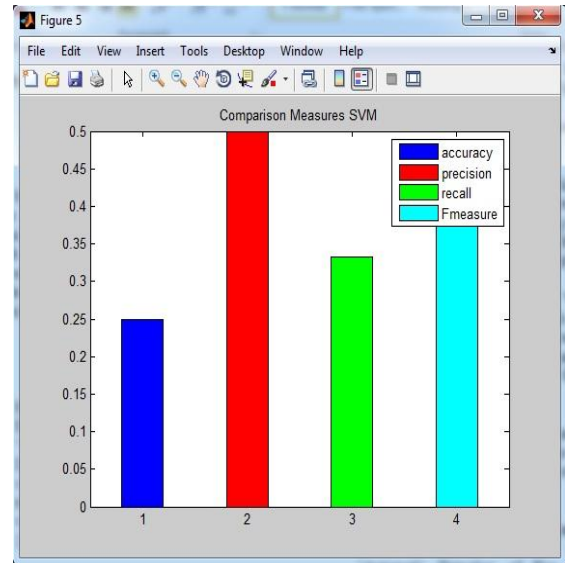 Figure 5
File Edit View Insert Tools Desktop Window Help
Comparison Measures SVM
0.5
0.45
0.4
0.35
0.3
0.25
0.2
0.15
0.1
0.05
0
accuracy
precision
recall
Fmeasure
1 2 3 4